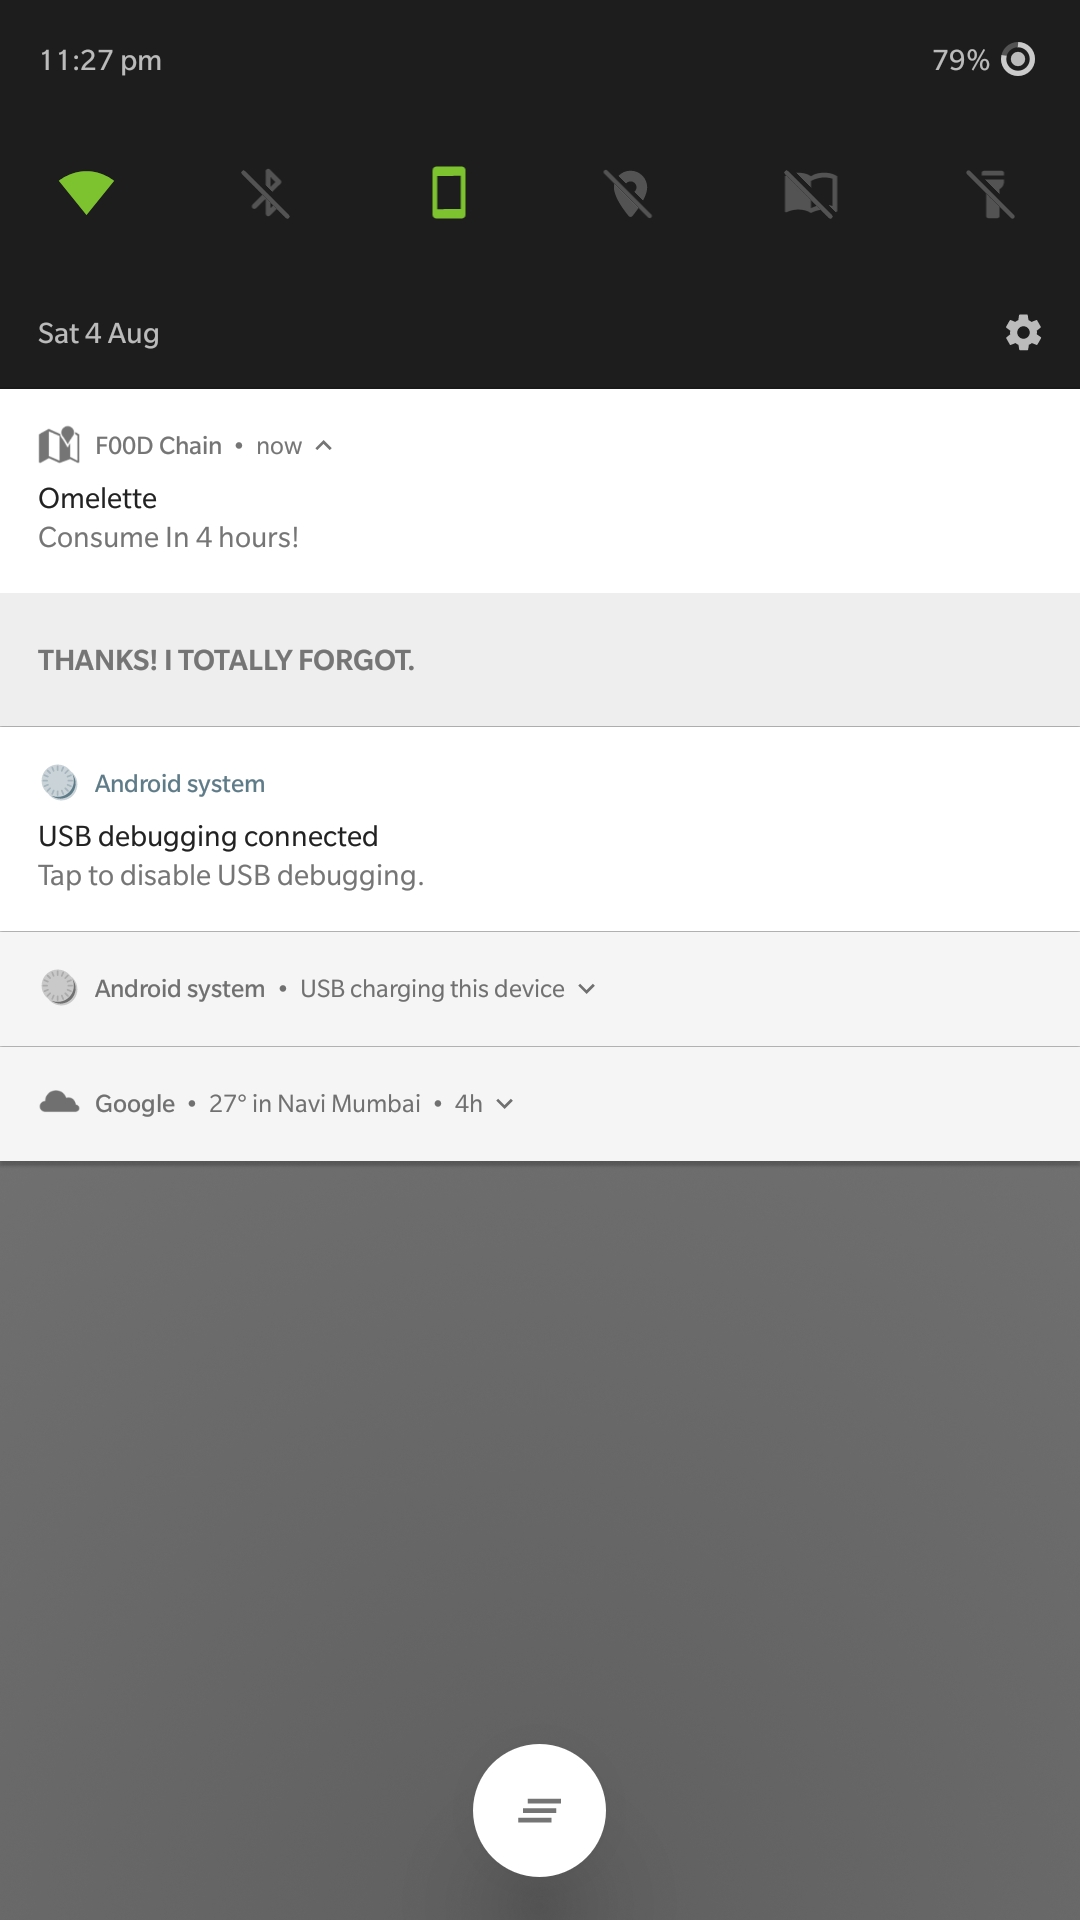 11:27 pm 79%
Sat 4 Aug
F00D Chain • now
Omelette
Consume In 4 hours!
THANKS! I TOTALLY FORGOT.
Android system
USB debugging connected
Tap to disable USB debugging.
Android system • USB charging this device
Google • 27° in Navi Mumbai • 4h